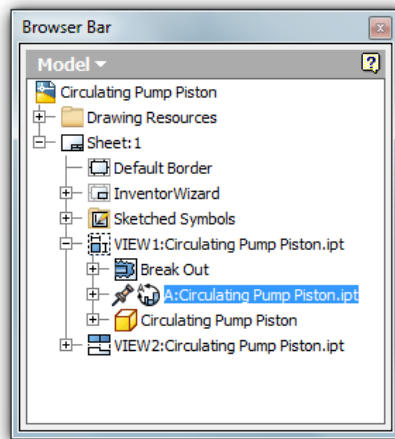 Browser Bar
Model
Circulating Pump Piston
Drawing Resources
Sheet:1
Default Border
InventorWizard
Sketched Symbols
VIEW1:Circulating Pump Piston.ipt
Break Out
A:Circulating Pump Piston.ipt
Circulating Pump Piston
VIEW2:Circulating Pump Piston.ipt